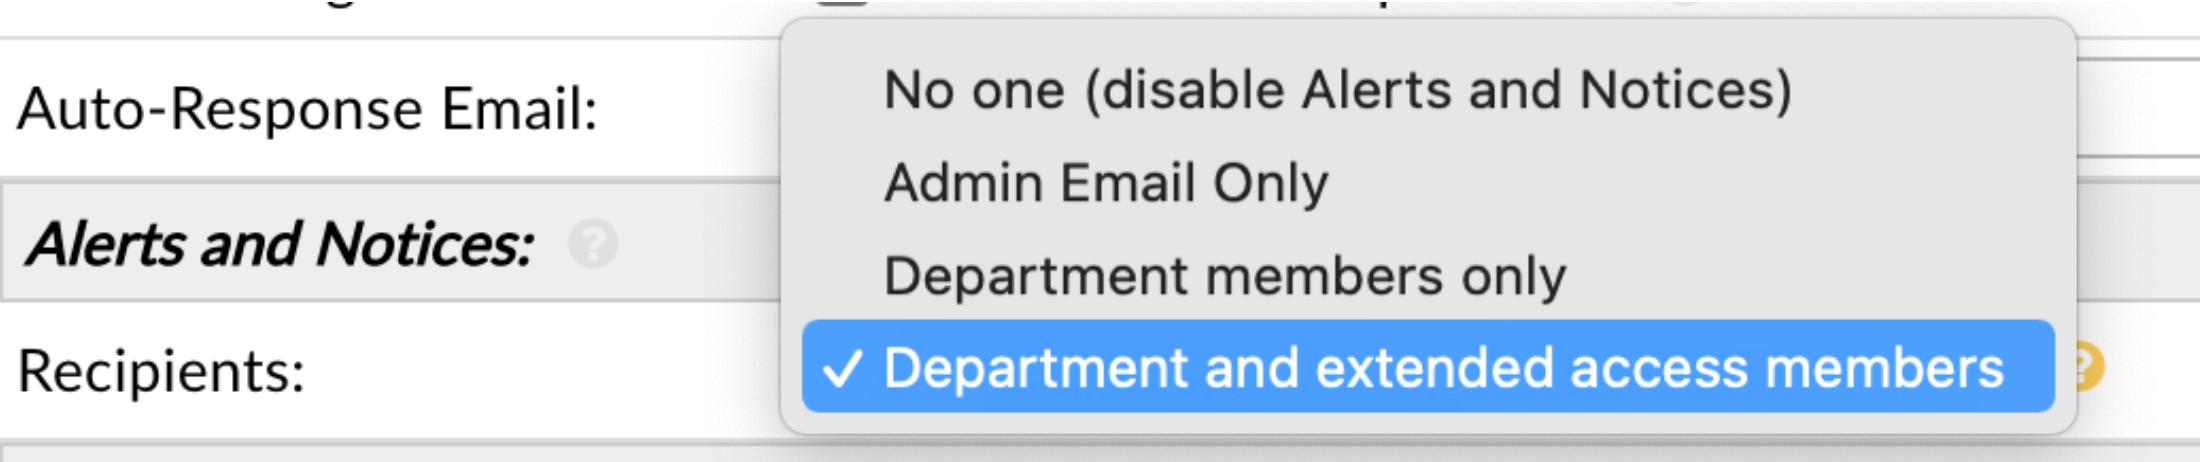 Auto-Response Email:
No one (disable Alerts and Notices)
Admin Email Only
Alerts and Notices: ?
Department members only
Recipients:
✓ Department and extended access members ?